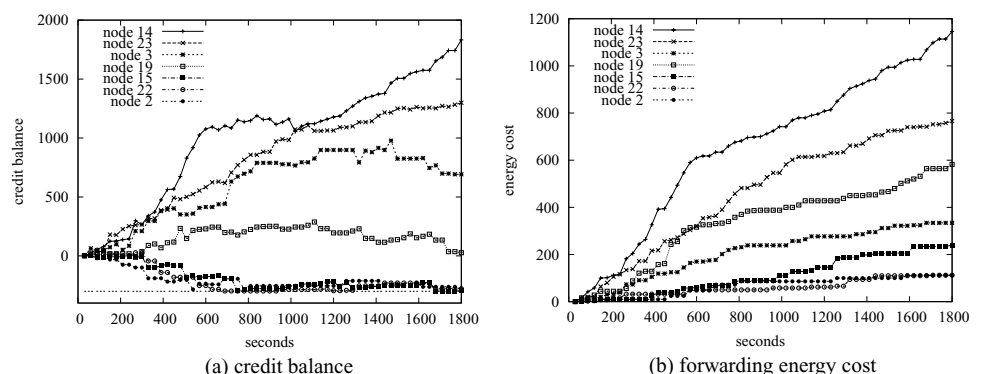 2000
1500
1000
500
0
credit balance
node 14
node 23
node 3
node 19
node 15
node 22
node 2
0 200 400 600 800 1000 1200 1400 1600 1800
seconds
(a) credit balance
1200
1000
800
600
400
200
0
energy cost
node 14
node 23
node 3
node 19
node 15
node 22
node 2
0 200 400 600 800 1000 1200 1400 1600 1800
seconds
(b) forwarding energy cost